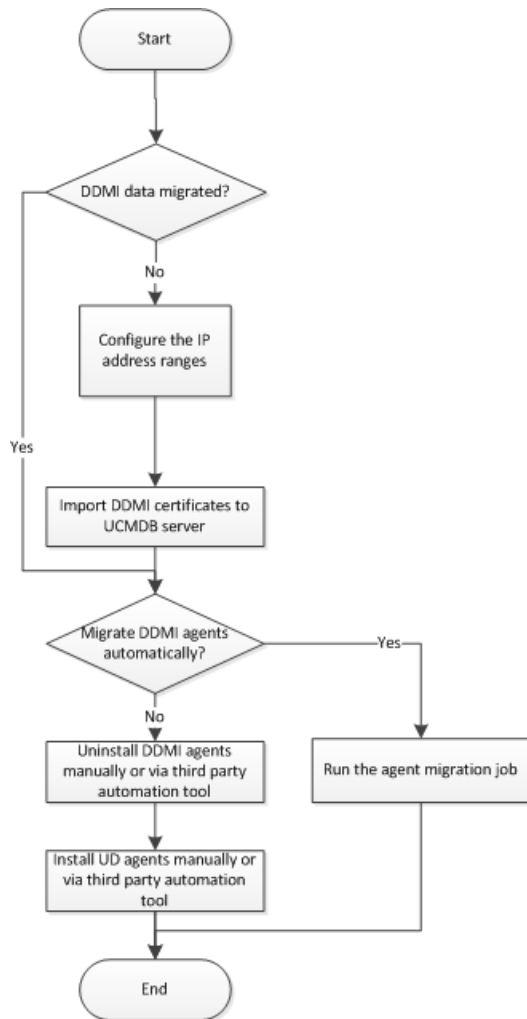 Start
DDMI data migrated?
No
Configure the IP
address ranges
Yes
Import DDMI certificates to
UCMDB server
Migrate DDMI agents
automatically?
Yes
No
Uninstall DDMI agents
manually or via third party
automation tool
Run the agent migration job
Install UD agents manually or
via third party automation
tool
End